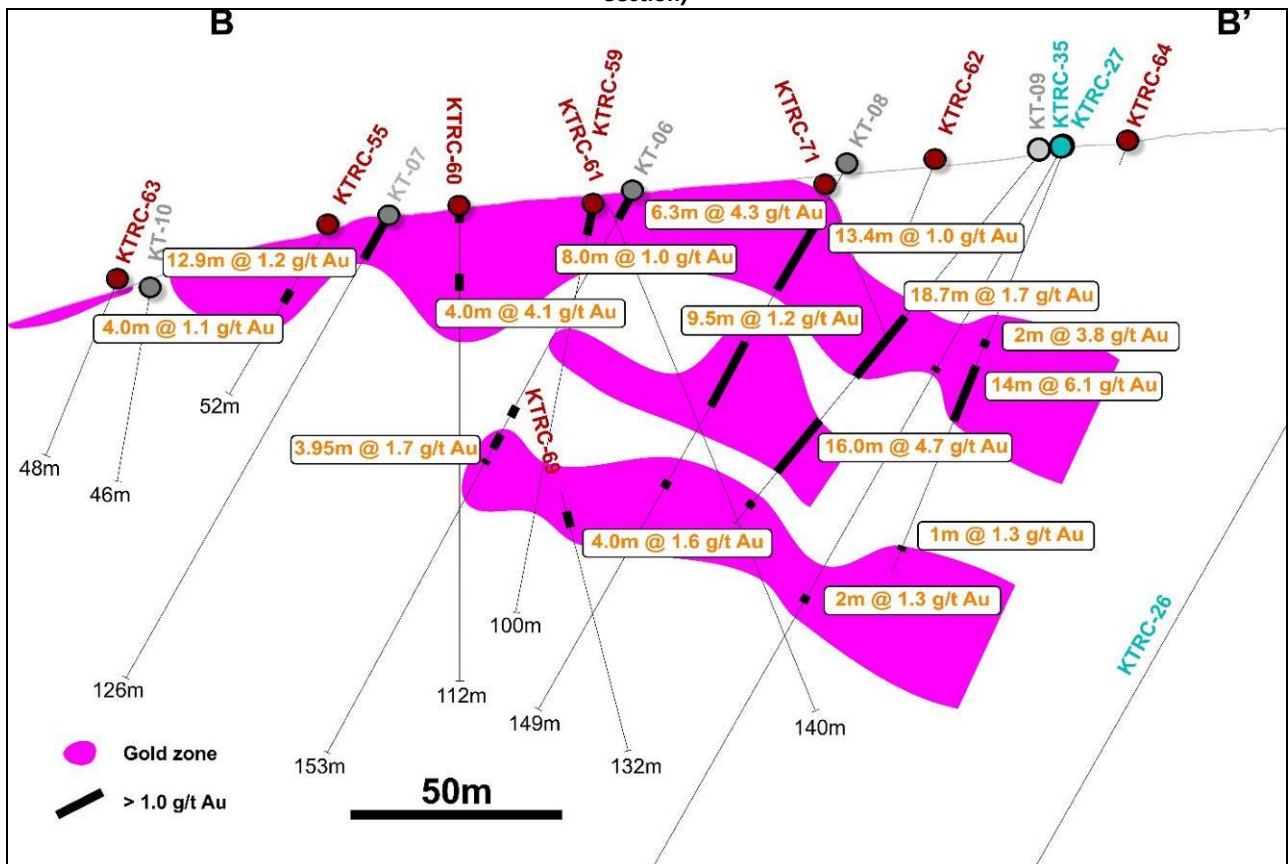 section)
B
B'
KTRC-63
KT-10
KTRC-55
KT-07
KTRC-60
KTRC-61
KTRC-59
KT-06
KTRC-71
KT-08
KTRC-62
KT-09
KTRC-35
KTRC-27
KTRC-64
6.3m @ 4.3 g/t Au
13.4m @ 1.0 g/t Au
12.9m @ 1.2 g/t Au
8.0m @ 1.0 g/t Au
18.7m @ 1.7 g/t Au
4.0m @ 1.1 g/t Au
4.0m @ 4.1 g/t Au
9.5m @ 1.2 g/t Au
2m @ 3.8 g/t Au
14m @ 6.1 g/t Au
52m
KTRC-69
3.95m @ 1.7 g/t Au
16.0m @ 4.7 g/t Au
48m
46m
4.0m @ 1.6 g/t Au
1m @ 1.3 g/t Au
2m @ 1.3 g/t Au
100m
KTRC-26
126m
112m
149m
140m
153m
132m
Gold zone
> 1.0 g/t Au
50m